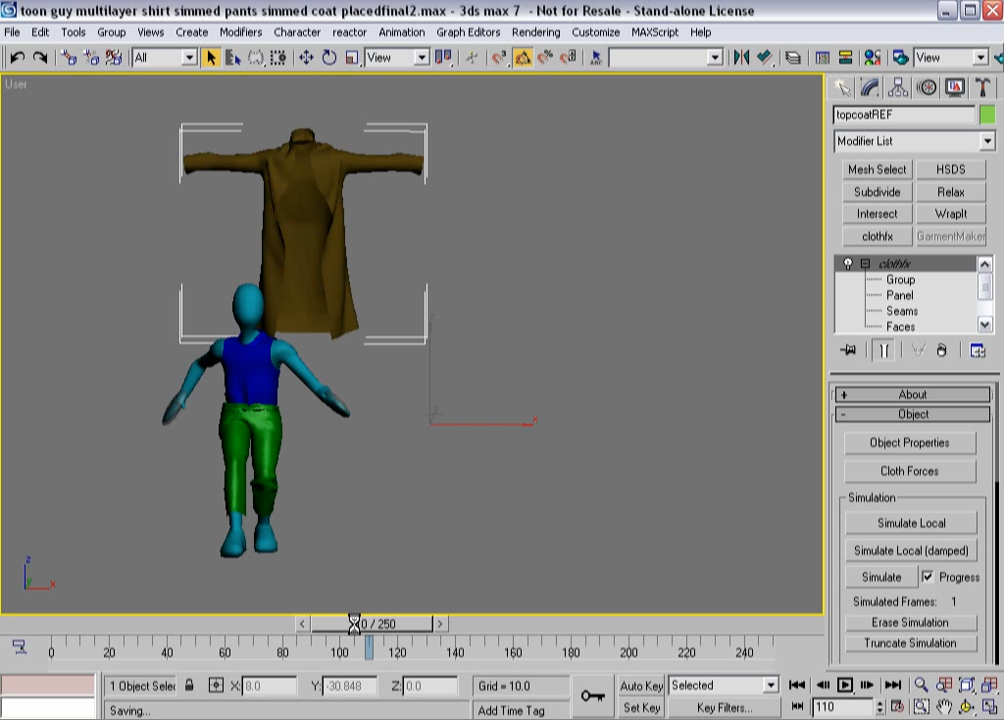 toon guy multilayer shirt simmed pants simmed coat placedfinal2.max - 3ds max 7 - Not for Resale - Stand-alone License
File Edit Tools Group Views Create Modifiers Character reactor Animation Graph Editors Rendering Customize MAXScript Help
All View View
User
topcoatREF
Modifier List
Mesh Select HSDS
Subdivide Relax
Intersect WrapIt
clothfx GarmentMaker
clothfx
Group
Panel
Seams
Faces
+ About
- Object
Object Properties
Cloth Forces
Simulation
Simulate Local
Simulate Local (damped)
Simulate Progress
Simulated Frames: 1
Erase Simulation
Truncate Simulation
x
z
y x
< 0 / 250 >
0 20 40 60 80 100 120 140 160 180 200 220 240
1 Object Selec X: 8.0 Y: -30.848 Z: 0.0 Grid = 10.0 Auto Key Selected
Saving... Add Time Tag Set Key Key Filters... 110